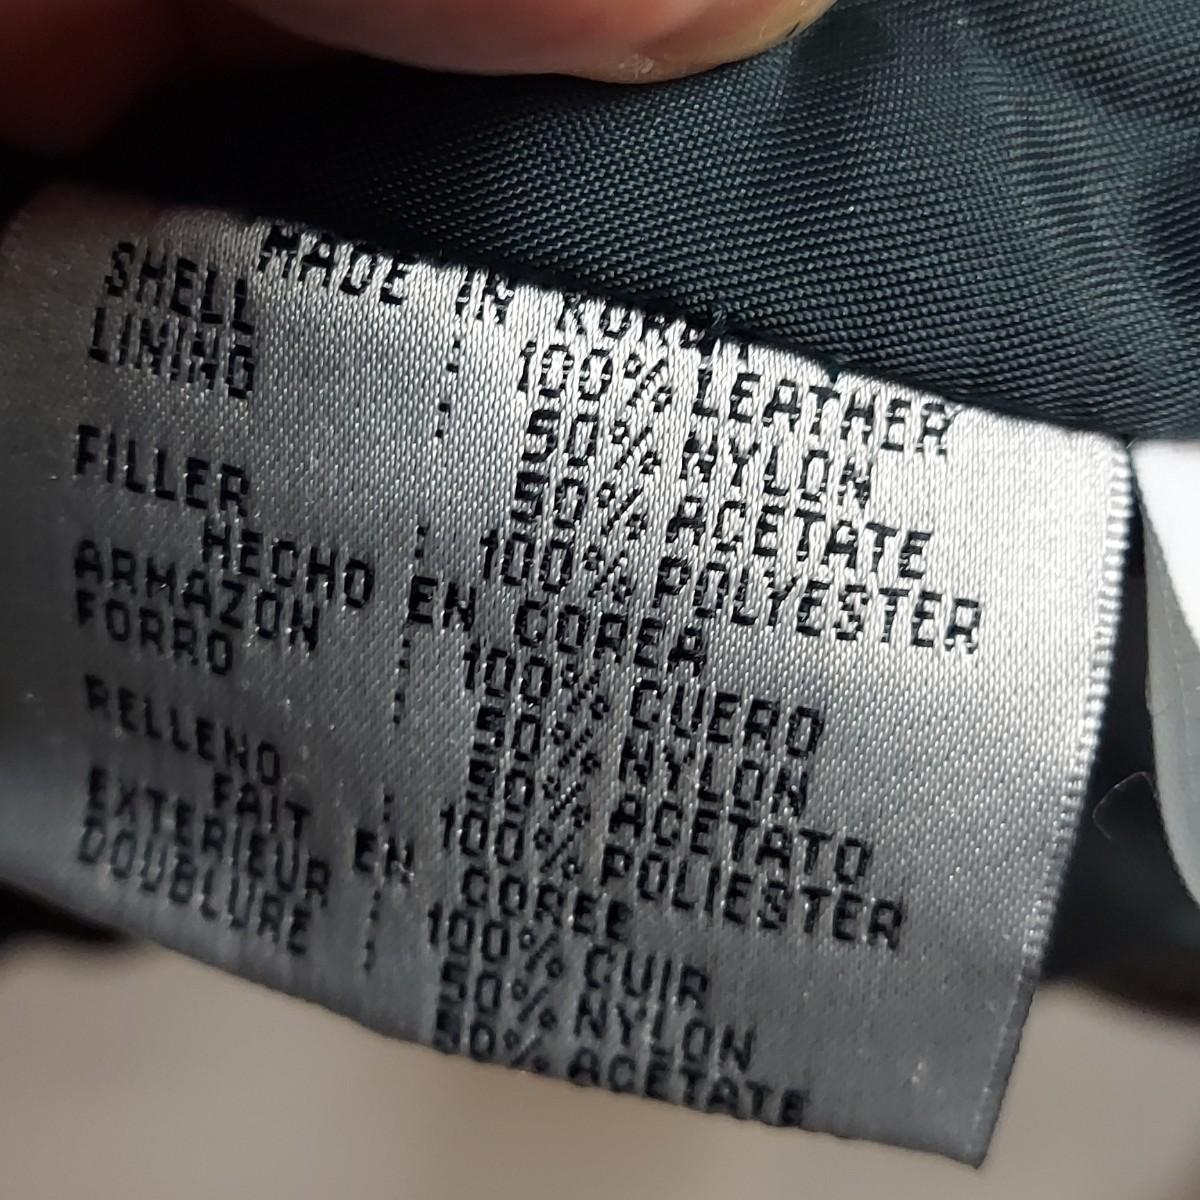 MADE IN KOREA
SHELL : 100% LEATHER
LINING : 50% NYLON
50% ACETATE
FILLER : 100% POLYESTER
HECHO EN COREA
ARMAZON : 100% CUERO
FORRO : 50% NYLON
50% ACETATO
RELLENO : 100% POLIESTER
FAIT EN COREE
EXTERIEUR : 100% CUIR
DOUBLURE : 50% NYLON
50% ACETATE